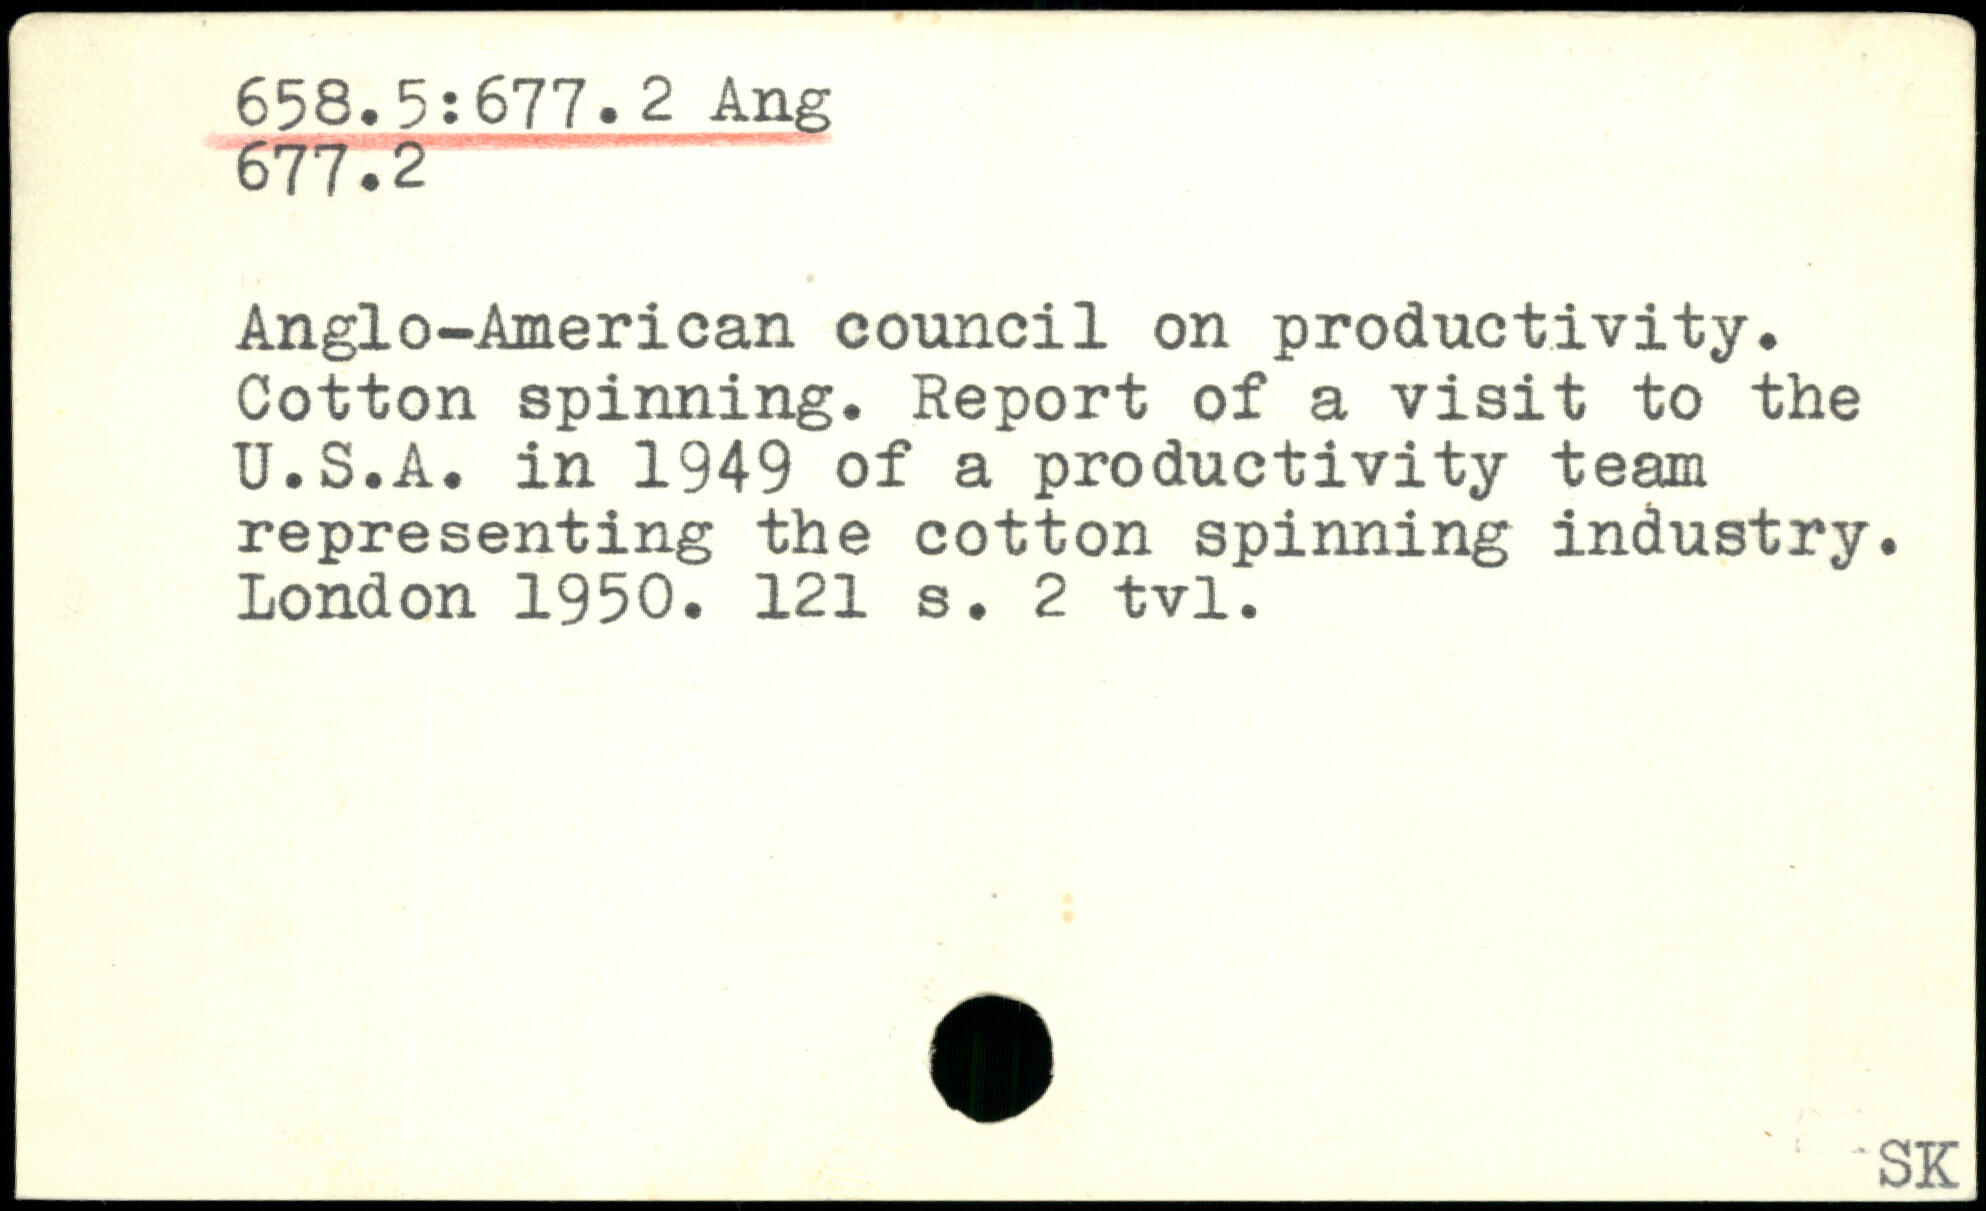 658.5:677.2 Ang
677.2
Anglo-American council on productivity.
Cotton spinning. Report of a visit to the
U.S.A. in 1949 of a productivity team
representing the cotton spinning industry.
London 1950. 121 s. 2 tvl.
SK